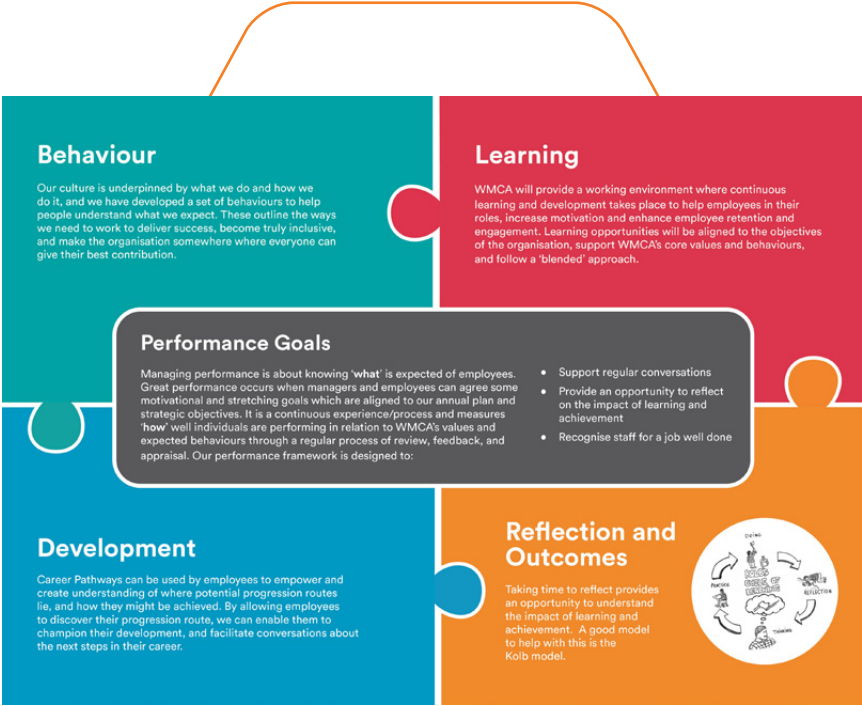 Behaviour
Our culture is underpinned by what we do and how we
do it, and we have developed a set of behaviours to help
people understand what we expect. These outline the ways
we need to work to deliver success, become truly inclusive,
and make the organisation somewhere where everyone can
give their best contribution.
Learning
WMCA will provide a working environment where continuous
learning and development takes place to help employees in their
roles, increase motivation and enhance employee retention and
engagement. Learning opportunities will be aligned to the objectives
of the organisation, support WMCA's core values and behaviours,
and follow a 'blended' approach.
Performance Goals
Managing performance is about knowing 'what' is expected of employees.
Great performance occurs when managers and employees can agree some
motivational and stretching goals which are aligned to our annual plan and
strategic objectives. It is a continuous experience/process and measures
'how' well individuals are performing in relation to WMCA's values and
expected behaviours through a regular process of review, feedback, and
appraisal. Our performance framework is designed to:
• Support regular conversations
• Provide an opportunity to reflect
on the impact of learning and
achievement
• Recognise staff for a job well done
Development
Career Pathways can be used by employees to empower and
create understanding of where potential progression routes
lie, and how they might be achieved. By allowing employees
to discover their progression route, we can enable them to
champion their development, and facilitate conversations about
the next steps in their career.
Reflection and
Outcomes
Taking time to reflect provides
an opportunity to understand
the impact of learning and
achievement. A good model
to help with this is the
Kolb model.
DOING
KOLB'S
CYCLE OF
LEARNING
REFLECTION
THINKING